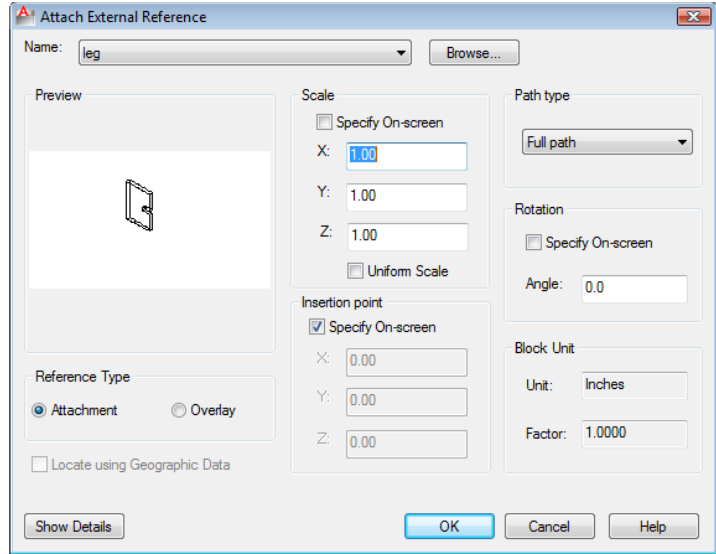 Attach External Reference
Name: leg Browse...
Preview
Scale
Specify On-screen
X: 1.00
Y: 1.00
Z: 1.00
Uniform Scale
Path type
Full path
Rotation
Specify On-screen
Angle: 0.0
Insertion point
Specify On-screen
X: 0.00
Y: 0.00
Z: 0.00
Block Unit
Unit: Inches
Factor: 1.0000
Reference Type
Attachment Overlay
Locate using Geographic Data
Show Details OK Cancel Help